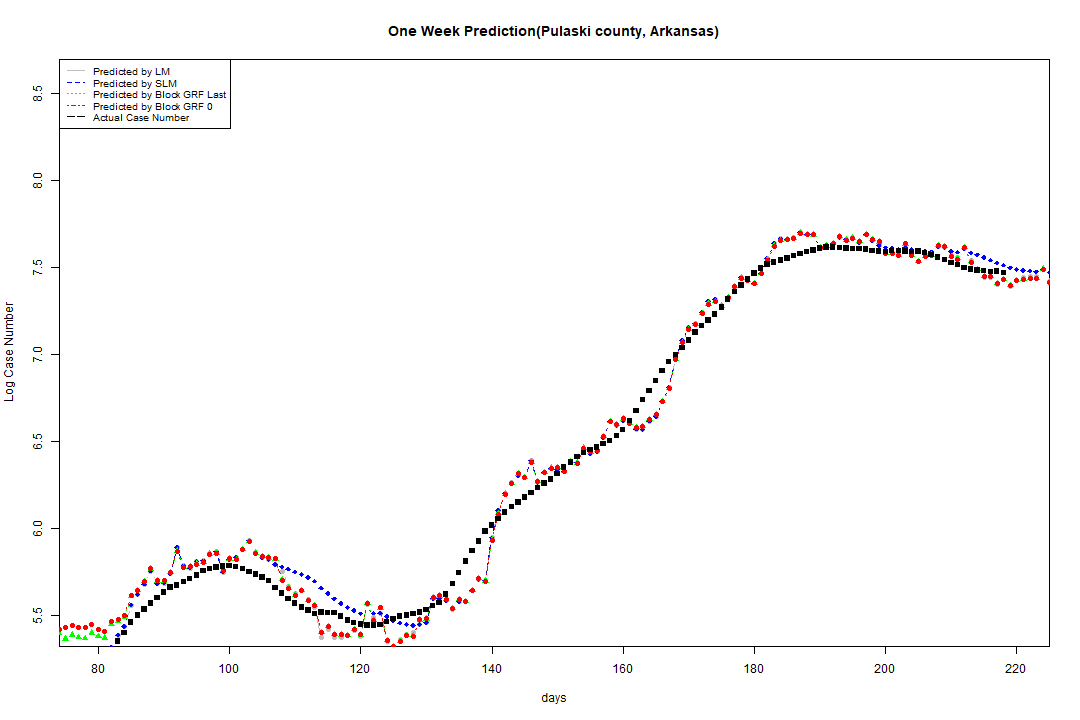 One Week Prediction(Pulaski county, Arkansas)
Predicted by LM
Predicted by SLM
Predicted by Block GRF Last
Predicted by Block GRF 0
Actual Case Number
8.5
8.0
7.5
7.0
6.5
6.0
5.5
Log Case Number
80 100 120 140 160 180 200 220
days